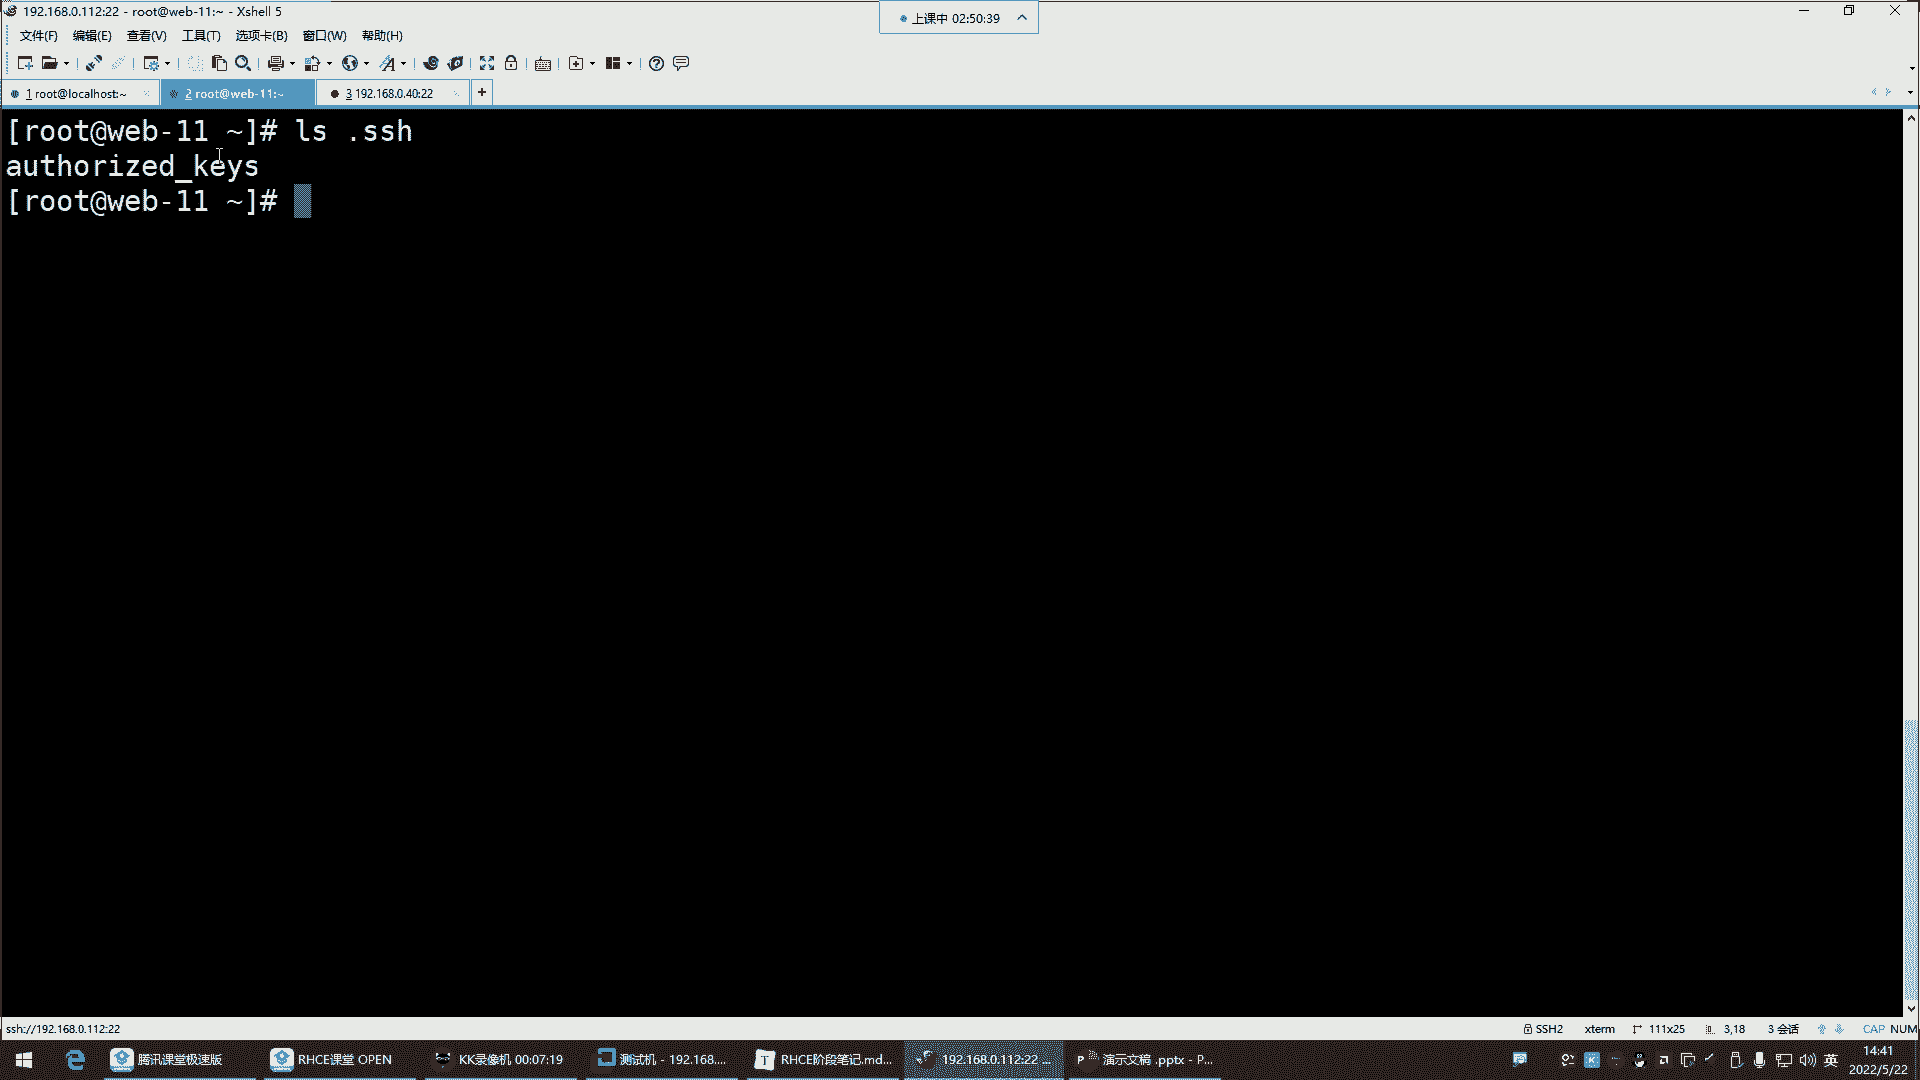 192.168.0.112:22 - root@web-11:~ - Xshell 5
上课中 02:50:39
文件(F) 编辑(E) 查看(V) 工具(T) 选项卡(B) 窗口(W) 帮助(H)
1 root@localhost:~ 2 root@web-11:~ 3 192.168.0.40:22 +
[root@web-11 ~]# ls .ssh
authorized_keys
[root@web-11 ~]#
ssh://192.168.0.112:22 SSH2 xterm 111x25 3,18 3 会话 CAP NUM
腾讯课堂极速版 RHCE课堂 OPEN KK录像机 00:07:19 测试机 - 192.168.... RHCE阶段笔记.md... 192.168.0.112:22 ... 演示文稿 .pptx - P... 英 14:41
2022/5/22